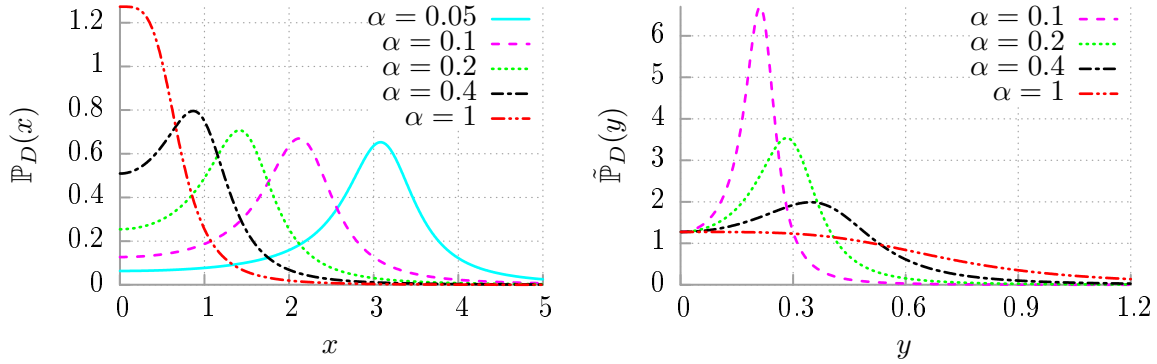 ℙ_D(x)
1.2
1
0.8
0.6
0.4
0.2
0
0 1 2 3 4 5
x
α = 0.05
α = 0.1
α = 0.2
α = 0.4
α = 1
ℙ̃_D(y)
6
5
4
3
2
1
0
0 0.3 0.6 0.9 1.2
y
α = 0.1
α = 0.2
α = 0.4
α = 1